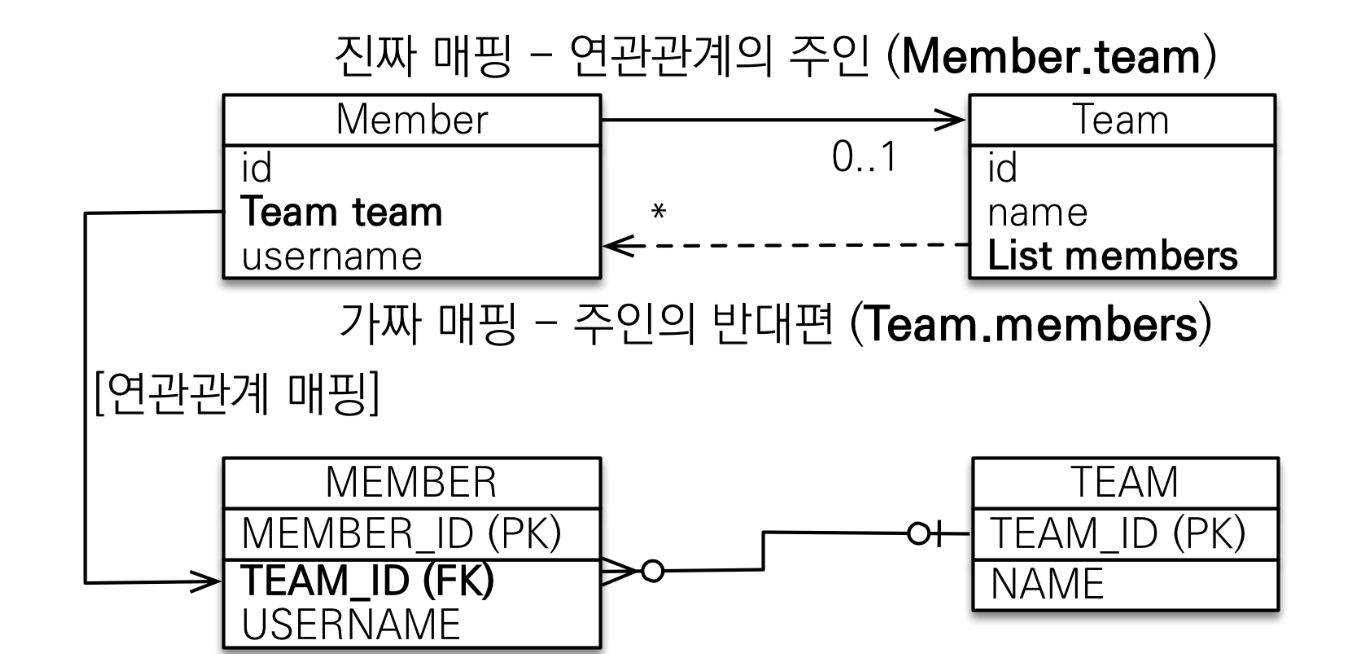 진짜 매핑 – 연관관계의 주인 (Member.team)
Member
id
Team team
username
0..1
*
Team
id
name
List members
가짜 매핑 – 주인의 반대편 (Team.members)
[연관관계 매핑]
MEMBER
MEMBER_ID (PK)
TEAM_ID (FK)
USERNAME
TEAM
TEAM_ID (PK)
NAME